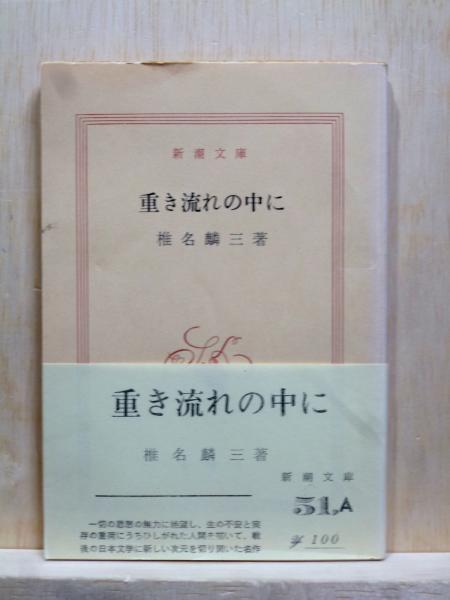 新潮文庫
重き流れの中に
椎名麟三著
重き流れの中に
椎名麟三著
新潮文庫
51A
¥ 100
一切の思想の無力に絶望し、生の不安と実
存の重荷にうちひしがれた人間を描いて、戦
後の日本文学に新しい次元を切り開いた名作